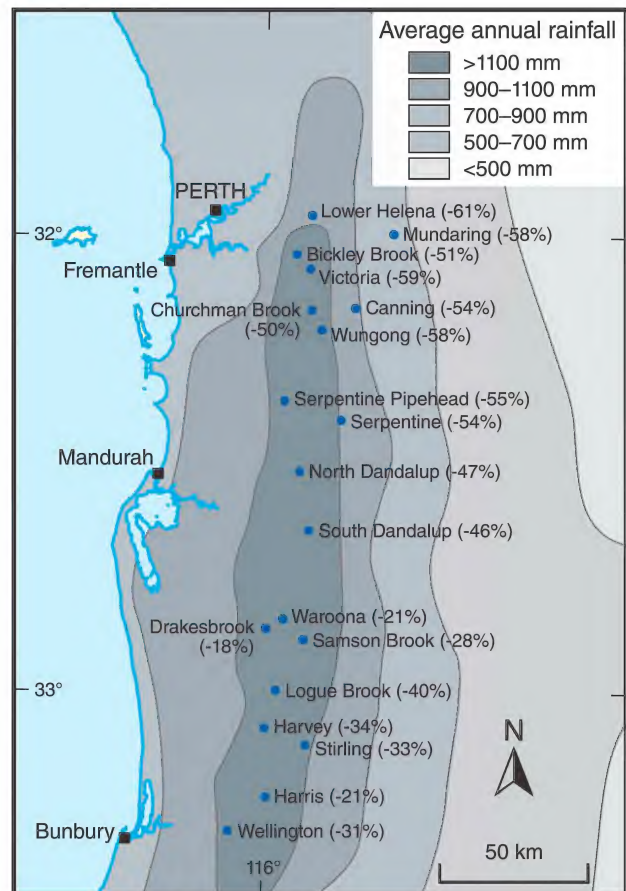 Average annual rainfall
>1100 mm
900–1100 mm
700–900 mm
500–700 mm
<500 mm
PERTH
Lower Helena (-61%)
32°
Mundaring (-58%)
Bickley Brook (-51%)
Fremantle
Victoria (-59%)
Churchman Brook
(-50%)
Canning (-54%)
Wungong (-58%)
Serpentine Pipehead (-55%)
Serpentine (-54%)
Mandurah
North Dandalup (-47%)
South Dandalup (-46%)
Waroona (-21%)
Drakesbrook
(-18%)
Samson Brook (-28%)
33°
Logue Brook (-40%)
Harvey (-34%)
Stirling (-33%)
N
Harris (-21%)
Bunbury
Wellington (-31%)
50 km
116°